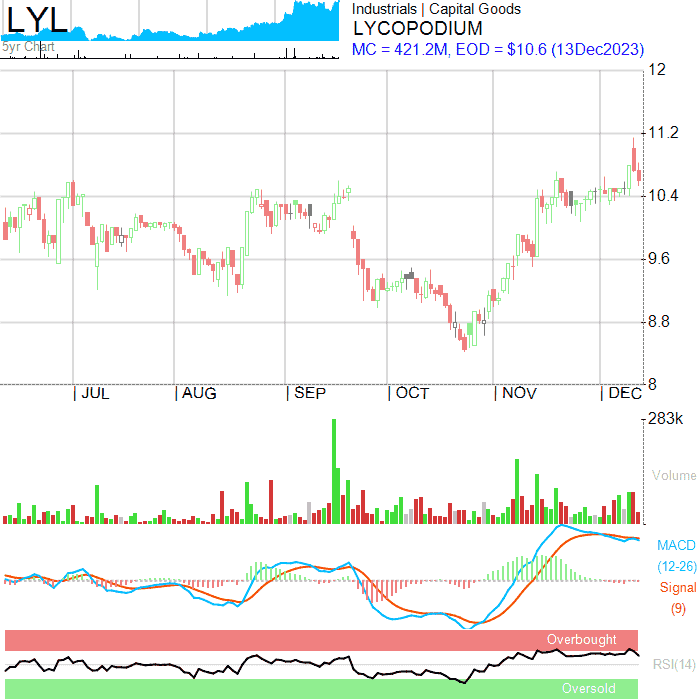 LYL
5yr Chart
Industrials | Capital Goods
LYCOPODIUM
MC = 421.2M, EOD = $10.6 (13Dec2023)
12
11.2
10.4
9.6
8.8
8
| JUL | AUG | SEP | OCT | NOV | DEC
283k
Volume
MACD
(12-26)
Signal
(9)
Overbought
RSI(14)
Oversold